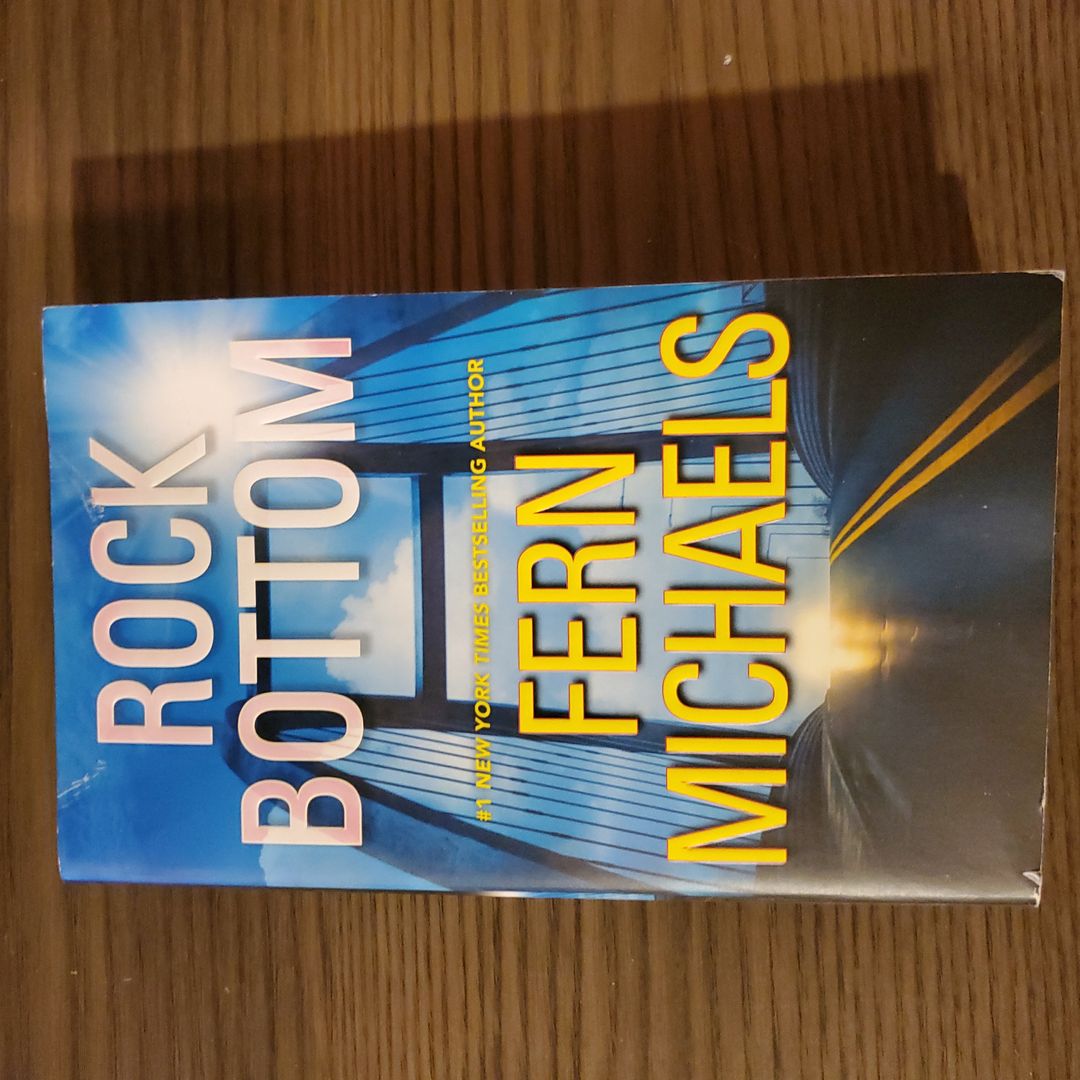 ROCK
BOTTOM
#1 NEW YORK TIMES BESTSELLING AUTHOR
FERN
MICHAELS